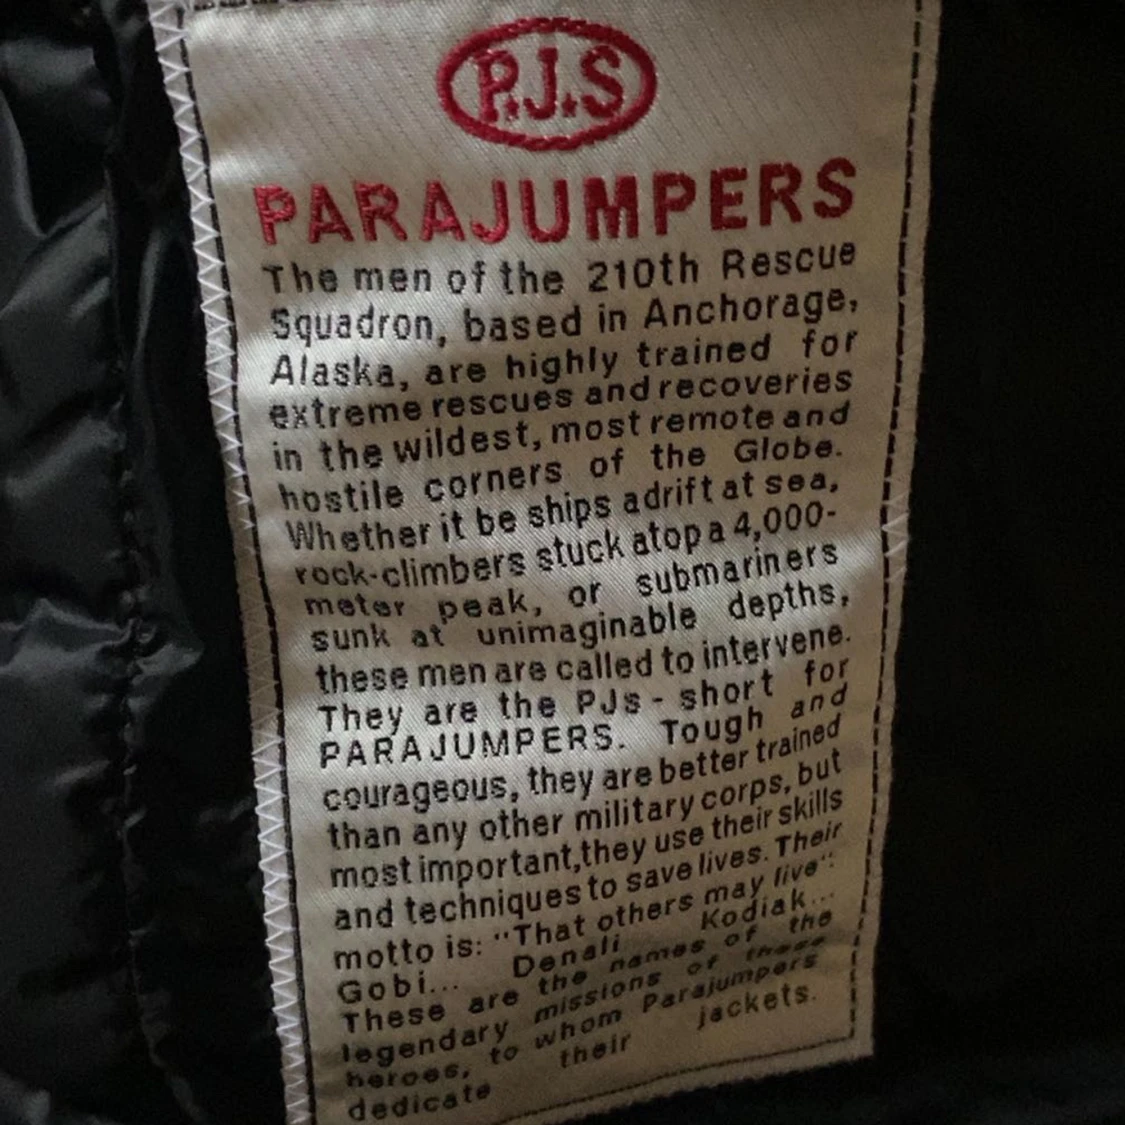 P.J.S
PARAJUMPERS
The men of the 210th Rescue
Squadron, based in Anchorage,
Alaska, are highly trained for
extreme rescues and recoveries
in the wildest, most remote and
hostile corners of the Globe.
Whether it be ships adrift at sea,
rock-climbers stuck atop a 4,000-
meter peak, or submariners
sunk at unimaginable depths,
these men are called to intervene.
They are the PJs - short for
PARAJUMPERS. Tough and
courageous, they are better trained
than any other military corps, but
most important,they use their skills
and techniques to save lives. Their
motto is: "That others may live":
Gobi... Denali Kodiak...
These are the names of the
legendary missions of these
heroes, to whom Parajumpers
dedicate their jackets.